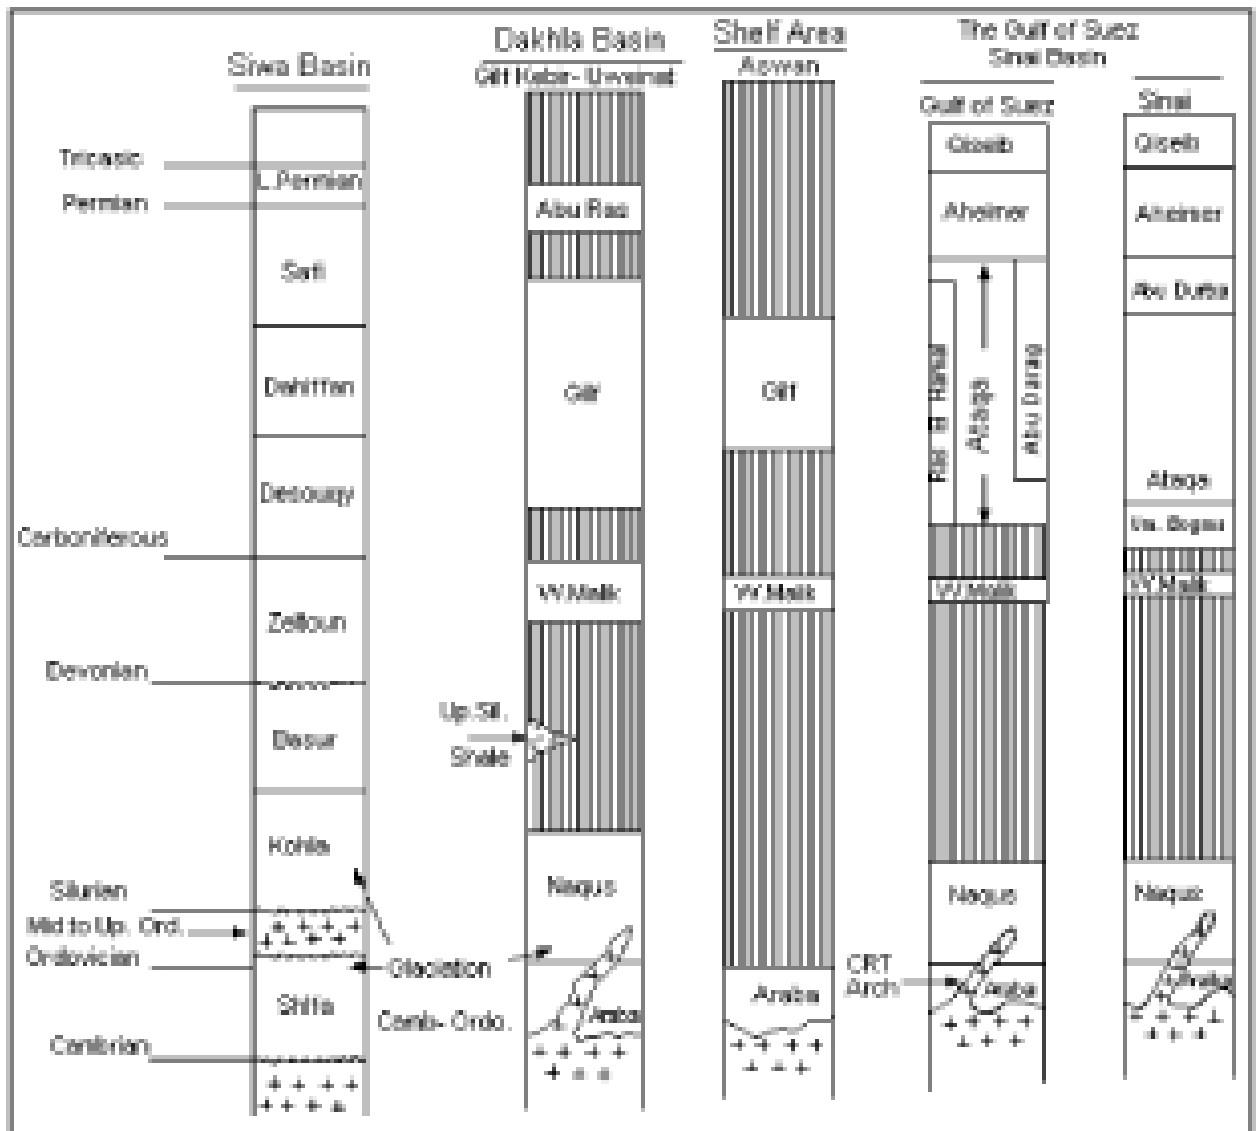 Siwa Basin
Dakhla Basin
Gilf Kebir- Uweinat
Shelf Area
Aswan
The Gulf of Suez
Sinai Basin
Gulf of Suez
Sinai
Triassic
Permian
Carboniferous
Devonian
Silurian
Mid to Up. Ord.
Ordovician
Cambrian
L.Permian
Safi
Dahiffan
Desouqy
Zeitoun
Basur
Kohla
Shifa
Abu Ras
Gilf
W.Malik
Up.Sil.
Shale
Naqus
Araba
Glaciation
Camb- Ordo.
Gilf
W.Malik
Araba
Qiseib
Aheimer
Ataqa
Abu Darag
W.Malik
Naqus
Araba
CRT
Arch
Qiseib
Aheimer
Abu Durba
Ataqa
Um. Bogma
W.Malik
Naqus
Araba